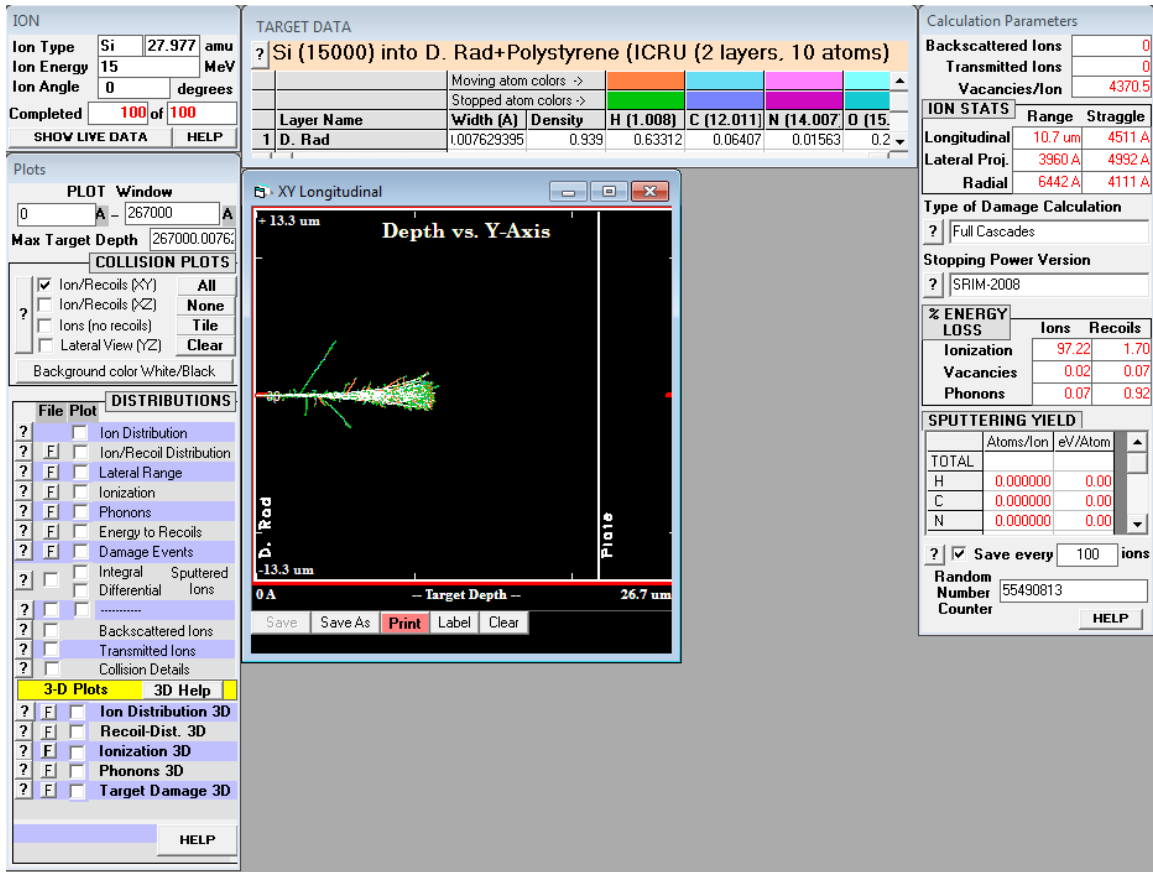 ION
Ion Type Si 27.977 amu
Ion Energy 15 MeV
Ion Angle 0 degrees
Completed 100 of 100
SHOW LIVE DATA HELP
Plots
PLOT Window
0 A - 267000 A
Max Target Depth 267000.0076
COLLISION PLOTS
Ion/Recoils (XY) All
? Ion/Recoils (XZ) None
Ions (no recoils) Tile
Lateral View (YZ) Clear
Background color White/Black
File Plot DISTRIBUTIONS
? Ion Distribution
? F Ion/Recoil Distribution
? F Lateral Range
? F Ionization
? F Phonons
? F Energy to Recoils
? F Damage Events
? Integral Sputtered
Differential Ions
? -----------
? Backscattered Ions
? Transmitted Ions
? Collision Details
3-D Plots 3D Help
? F Ion Distribution 3D
? F Recoil-Dist. 3D
? F Ionization 3D
? F Phonons 3D
? F Target Damage 3D
HELP
TARGET DATA
? Si (15000) into D. Rad+Polystyrene (ICRU (2 layers, 10 atoms)
Moving atom colors ->
Stopped atom colors ->
Layer Name Width (A) Density H (1.008) C (12.011) N (14.007 O (15.
1 D. Rad .007629395 0.939 0.63312 0.06407 0.01563 0.2
XY Longitudinal
+ 13.3 um
Depth vs. Y-Axis
D. Rad
Plate
-13.3 um
0 A -- Target Depth -- 26.7 um
Save Save As Print Label Clear
Calculation Parameters
Backscattered Ions 0
Transmitted Ions 0
Vacancies/Ion 4370.5
ION STATS Range Straggle
Longitudinal 10.7 um 4511 A
Lateral Proj. 3960 A 4992 A
Radial 6442 A 4111 A
Type of Damage Calculation
? Full Cascades
Stopping Power Version
? SRIM-2008
% ENERGY LOSS Ions Recoils
Ionization 97.22 1.70
Vacancies 0.02 0.07
Phonons 0.07 0.92
SPUTTERING YIELD
Atoms/Ion eV/Atom
TOTAL
H 0.000000 0.00
C 0.000000 0.00
N 0.000000 0.00
? Save every 100 ions
Random
Number 55490813
Counter
HELP